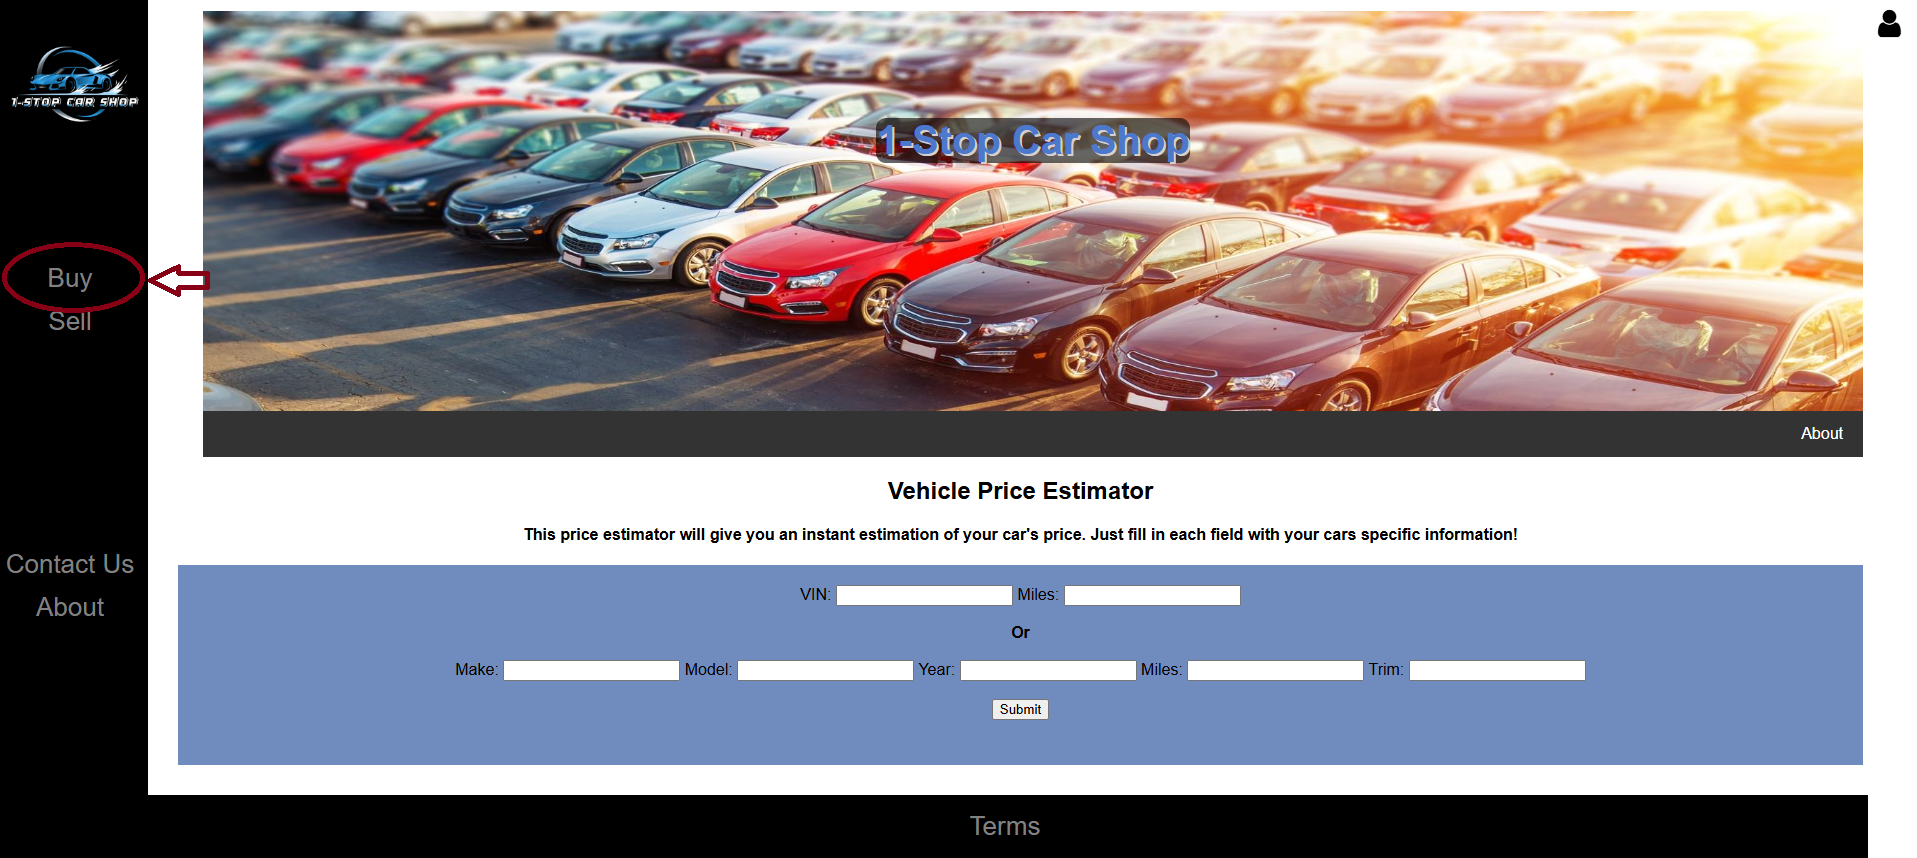 1-STOP CAR SHOP
Buy
Sell
Contact Us
About
1-Stop Car Shop
About
Vehicle Price Estimator
This price estimator will give you an instant estimation of your car's price. Just fill in each field with your cars specific information!
VIN: Miles:
Or
Make: Model: Year: Miles: Trim:
Submit
Terms